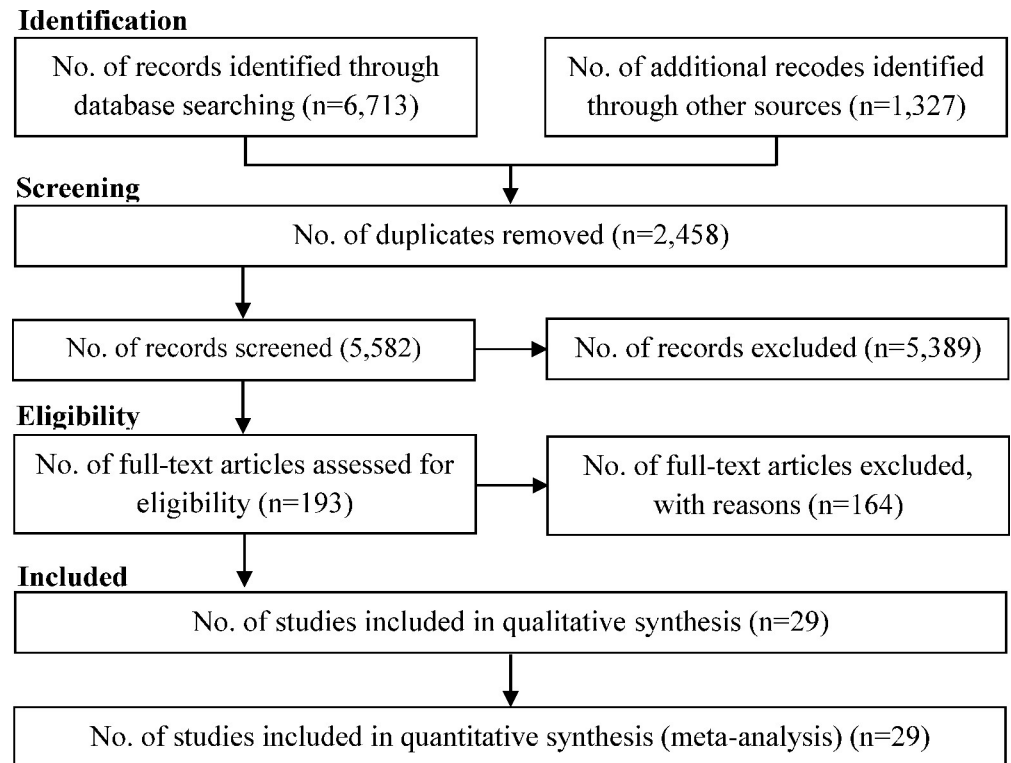 Identification
No. of records identified through
database searching (n=6,713)
No. of additional recodes identified
through other sources (n=1,327)
Screening
No. of duplicates removed (n=2,458)
No. of records screened (5,582)
No. of records excluded (n=5,389)
Eligibility
No. of full-text articles assessed for
eligibility (n=193)
No. of full-text articles excluded,
with reasons (n=164)
Included
No. of studies included in qualitative synthesis (n=29)
No. of studies included in quantitative synthesis (meta-analysis) (n=29)